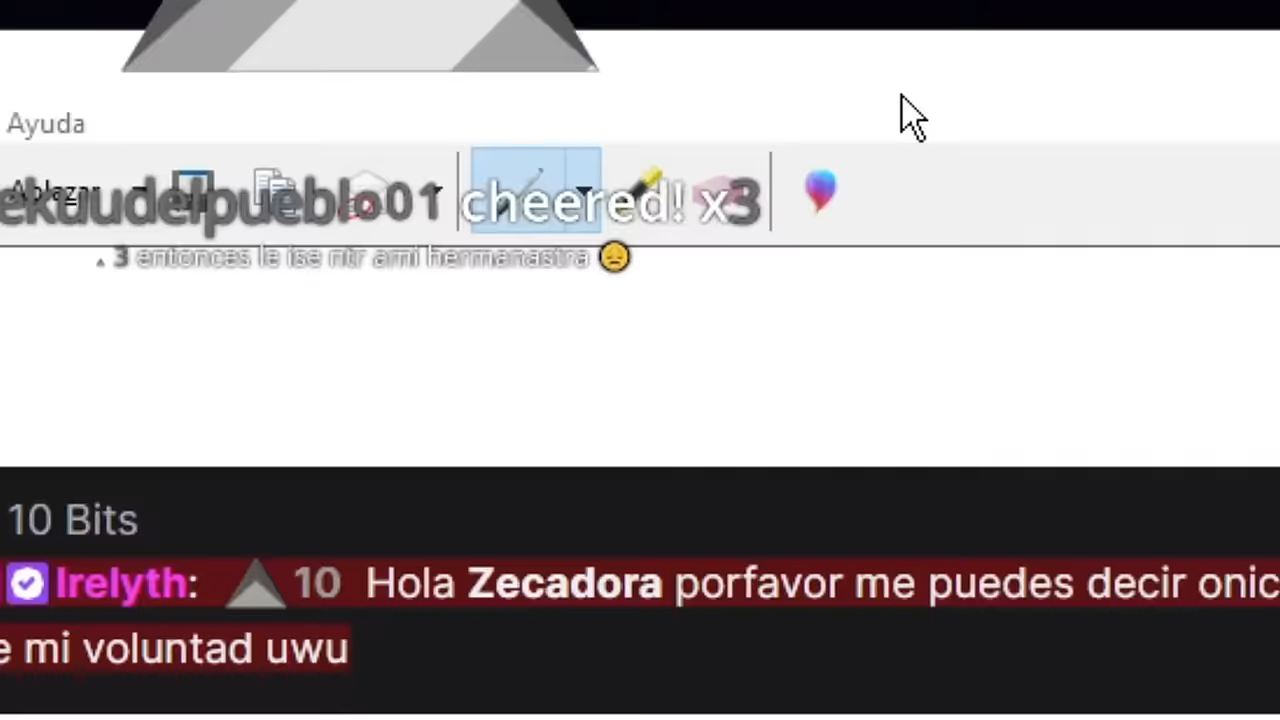 Ayuda
ekuudelpueblo01 cheered! x3
3 entonces le ise ntr ami hermanastra 😞
10 Bits
Irelyth: 10 Hola Zecadora porfavor me puedes decir onic
e mi voluntad uwu